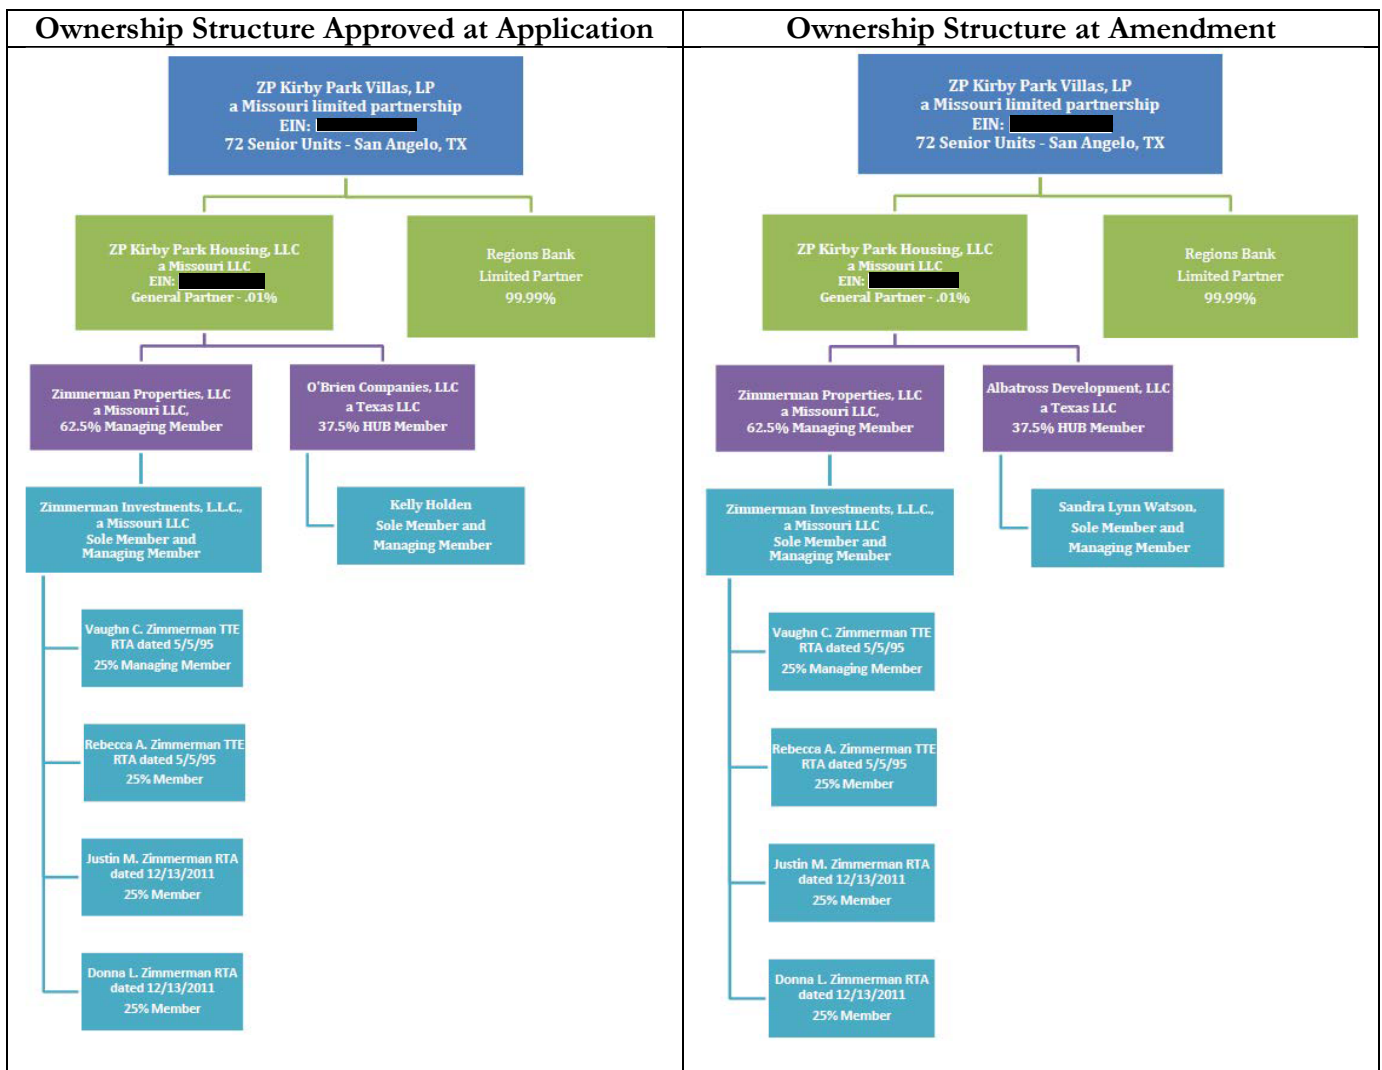 Ownership Structure Approved at Application
ZP Kirby Park Villas, LP
a Missouri limited partnership
EIN:
72 Senior Units - San Angelo, TX
ZP Kirby Park Housing, LLC
a Missouri LLC
EIN:
General Partner - .01%
Regions Bank
Limited Partner
99.99%
Zimmerman Properties, LLC
a Missouri LLC,
62.5% Managing Member
O'Brien Companies, LLC
a Texas LLC
37.5% HUB Member
Zimmerman Investments, L.L.C.,
a Missouri LLC
Sole Member and
Managing Member
Kelly Holden
Sole Member and
Managing Member
Vaughn C. Zimmerman TTE
RTA dated 5/5/95
25% Managing Member
Rebecca A. Zimmerman TTE
RTA dated 5/5/95
25% Member
Justin M. Zimmerman RTA
dated 12/13/2011
25% Member
Donna L. Zimmerman RTA
dated 12/13/2011
25% Member
Ownership Structure at Amendment
ZP Kirby Park Villas, LP
a Missouri limited partnership
EIN:
72 Senior Units - San Angelo, TX
ZP Kirby Park Housing, LLC
a Missouri LLC
EIN:
General Partner - .01%
Regions Bank
Limited Partner
99.99%
Zimmerman Properties, LLC
a Missouri LLC,
62.5% Managing Member
Albatross Development, LLC
a Texas LLC
37.5% HUB Member
Zimmerman Investments, L.L.C.,
a Missouri LLC
Sole Member and
Managing Member
Sandra Lynn Watson,
Sole Member and
Managing Member
Vaughn C. Zimmerman TTE
RTA dated 5/5/95
25% Managing Member
Rebecca A. Zimmerman TTE
RTA dated 5/5/95
25% Member
Justin M. Zimmerman RTA
dated 12/13/2011
25% Member
Donna L. Zimmerman RTA
dated 12/13/2011
25% Member